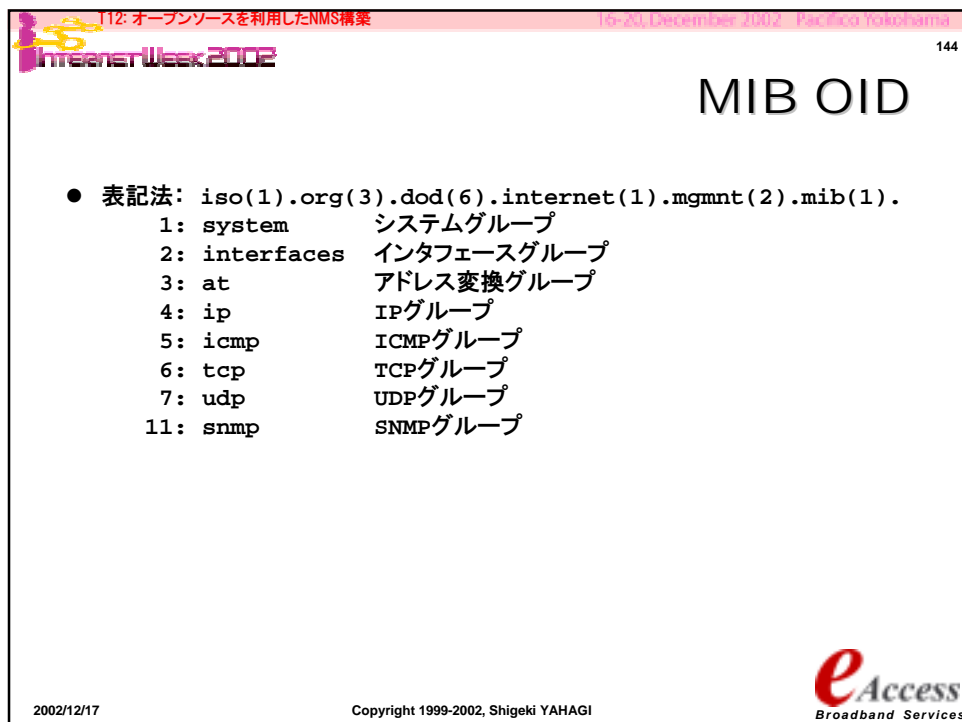 T12: オープンソースを利用したNMS構築
16-20, December 2002 Pacifico Yokohama
InternetWeek 2002
144
MIB OID
● 表記法: iso(1).org(3).dod(6).internet(1).mgmnt(2).mib(1).
1: system システムグループ
2: interfaces インタフェースグループ
3: at アドレス変換グループ
4: ip IPグループ
5: icmp ICMPグループ
6: tcp TCPグループ
7: udp UDPグループ
11: snmp SNMPグループ
2002/12/17
Copyright 1999-2002, Shigeki YAHAGI
eAccess
Broadband Services